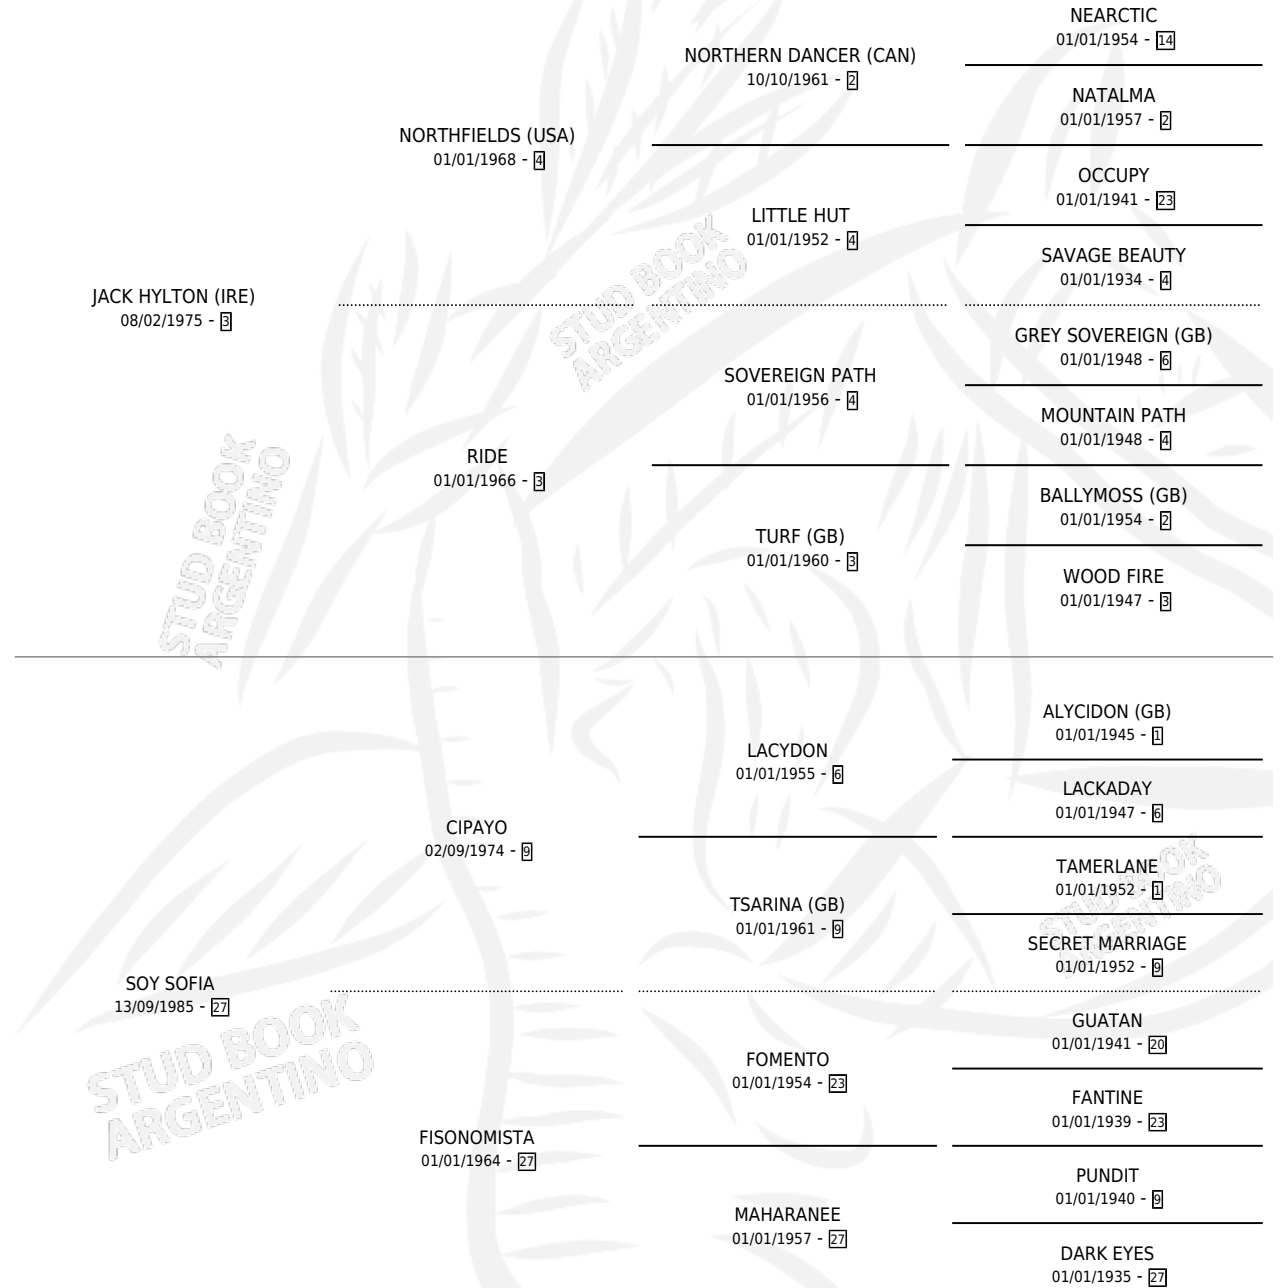 NEARCTIC
01/01/1954 - 14
NORTHERN DANCER (CAN)
10/10/1961 - 2
NATALMA
01/01/1957 - 2
NORTHFIELDS (USA)
01/01/1968 - 4
OCCUPY
01/01/1941 - 23
LITTLE HUT
01/01/1952 - 4
SAVAGE BEAUTY
01/01/1934 - 4
JACK HYLTON (IRE)
08/02/1975 - 3
GREY SOVEREIGN (GB)
01/01/1948 - 6
SOVEREIGN PATH
01/01/1956 - 4
MOUNTAIN PATH
01/01/1948 - 4
RIDE
01/01/1966 - 3
BALLYMOSS (GB)
01/01/1954 - 2
TURF (GB)
01/01/1960 - 3
WOOD FIRE
01/01/1947 - 3
STUD BOOK
ARGENTINO
STUD BOOK
ARGENTINO
ALYCIDON (GB)
01/01/1945 - 1
LACYDON
01/01/1955 - 6
LACKADAY
01/01/1947 - 6
CIPAYO
02/09/1974 - 9
TAMERLANE
01/01/1952 - 1
TSARINA (GB)
01/01/1961 - 9
SECRET MARRIAGE
01/01/1952 - 9
STUD BOOK
ARGENTINO
SOY SOFIA
13/09/1985 - 27
GUATAN
01/01/1941 - 20
FOMENTO
01/01/1954 - 23
FANTINE
01/01/1939 - 23
FISONOMISTA
01/01/1964 - 27
PUNDIT
01/01/1940 - 9
MAHARANEE
01/01/1957 - 27
DARK EYES
01/01/1935 - 27
STUD BOOK
ARGENTINO